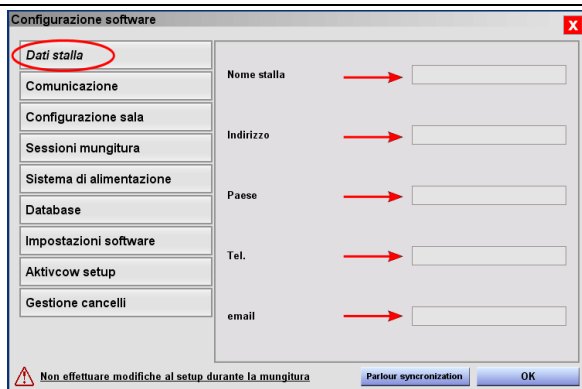 Configurazione software
X
Dati stalla
Comunicazione
Configurazione sala
Sessioni mungitura
Sistema di alimentazione
Database
Impostazioni software
Aktivcow setup
Gestione cancelli
Nome stalla
Indirizzo
Paese
Tel.
email
Non effettuare modifiche al setup durante la mungitura
Parlour syncronization
OK